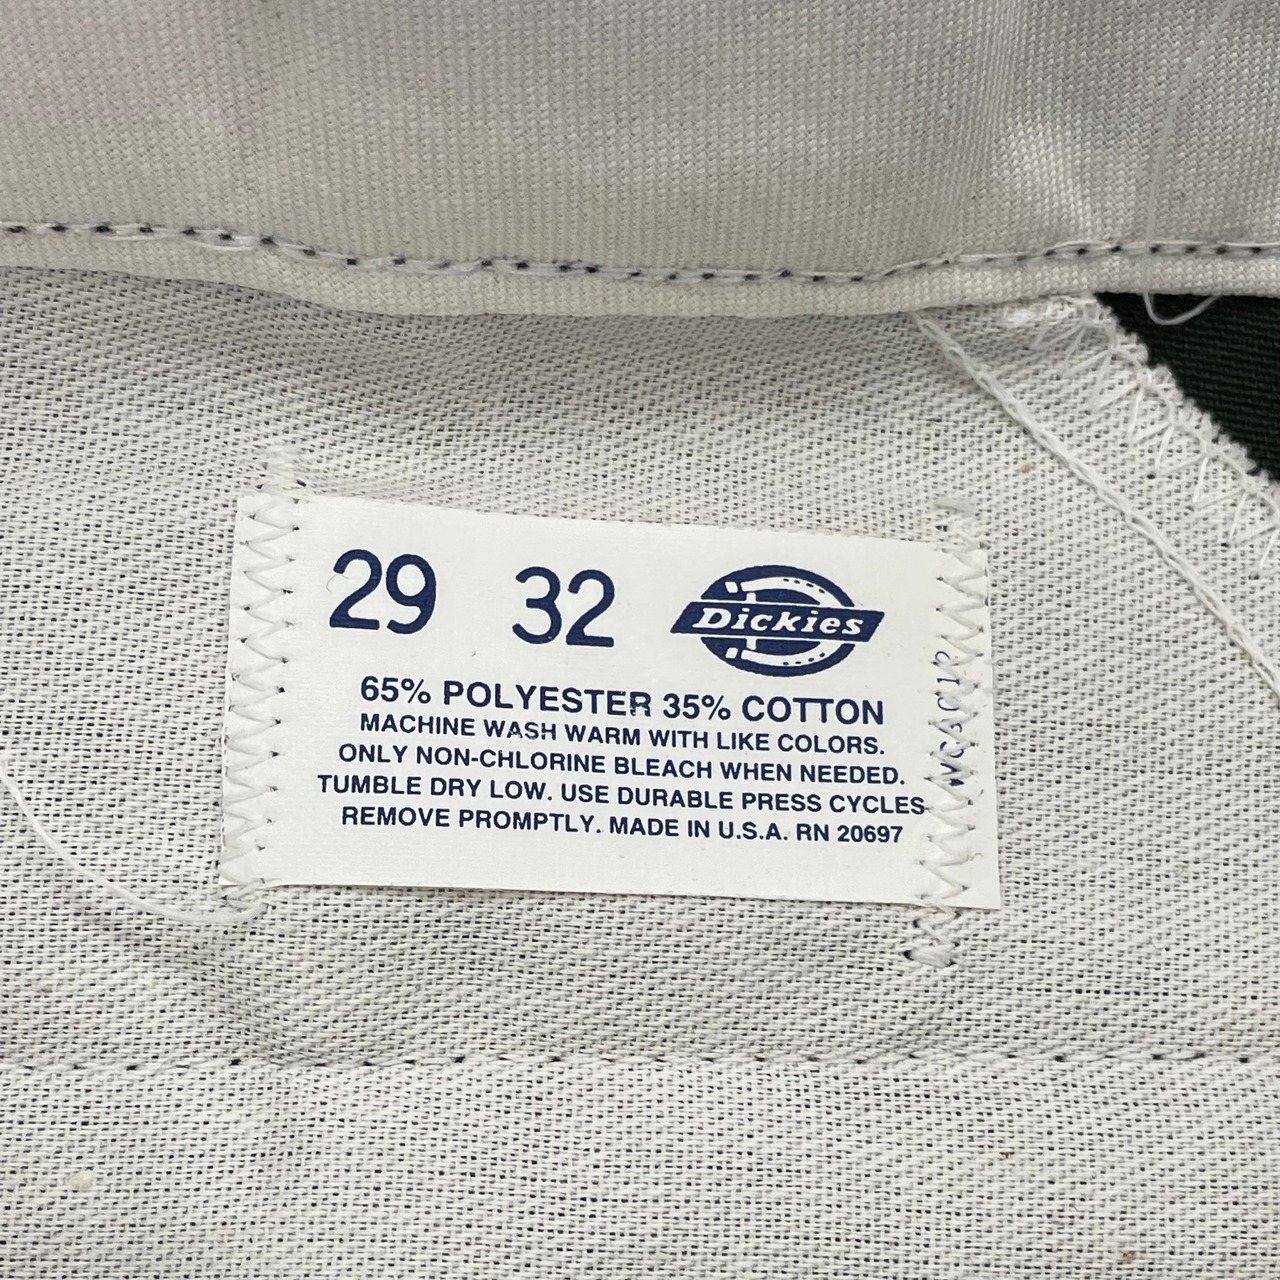 29 32 Dickies
65% POLYESTER 35% COTTON
MACHINE WASH WARM WITH LIKE COLORS.
ONLY NON-CHLORINE BLEACH WHEN NEEDED.
TUMBLE DRY LOW. USE DURABLE PRESS CYCLES
REMOVE PROMPTLY. MADE IN U.S.A. RN 20697